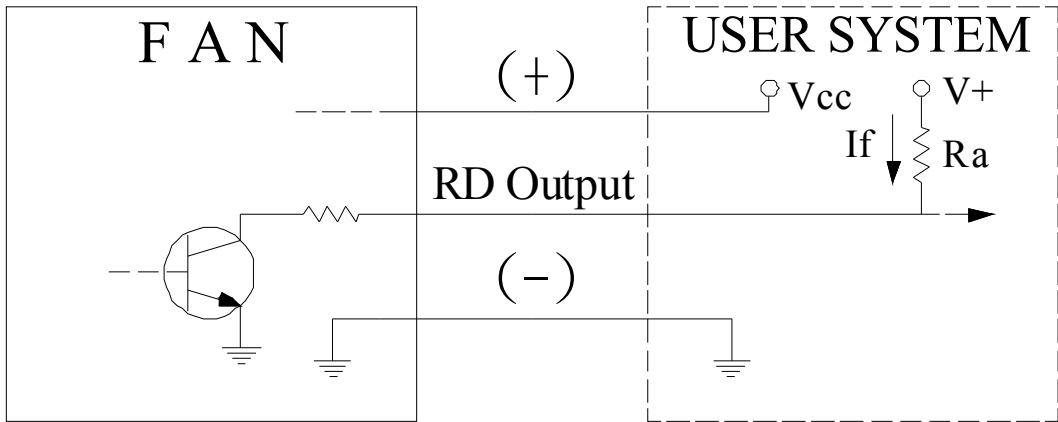 F A N
USER SYSTEM
(+)
Vcc
V+
If
Ra
RD Output
(-)